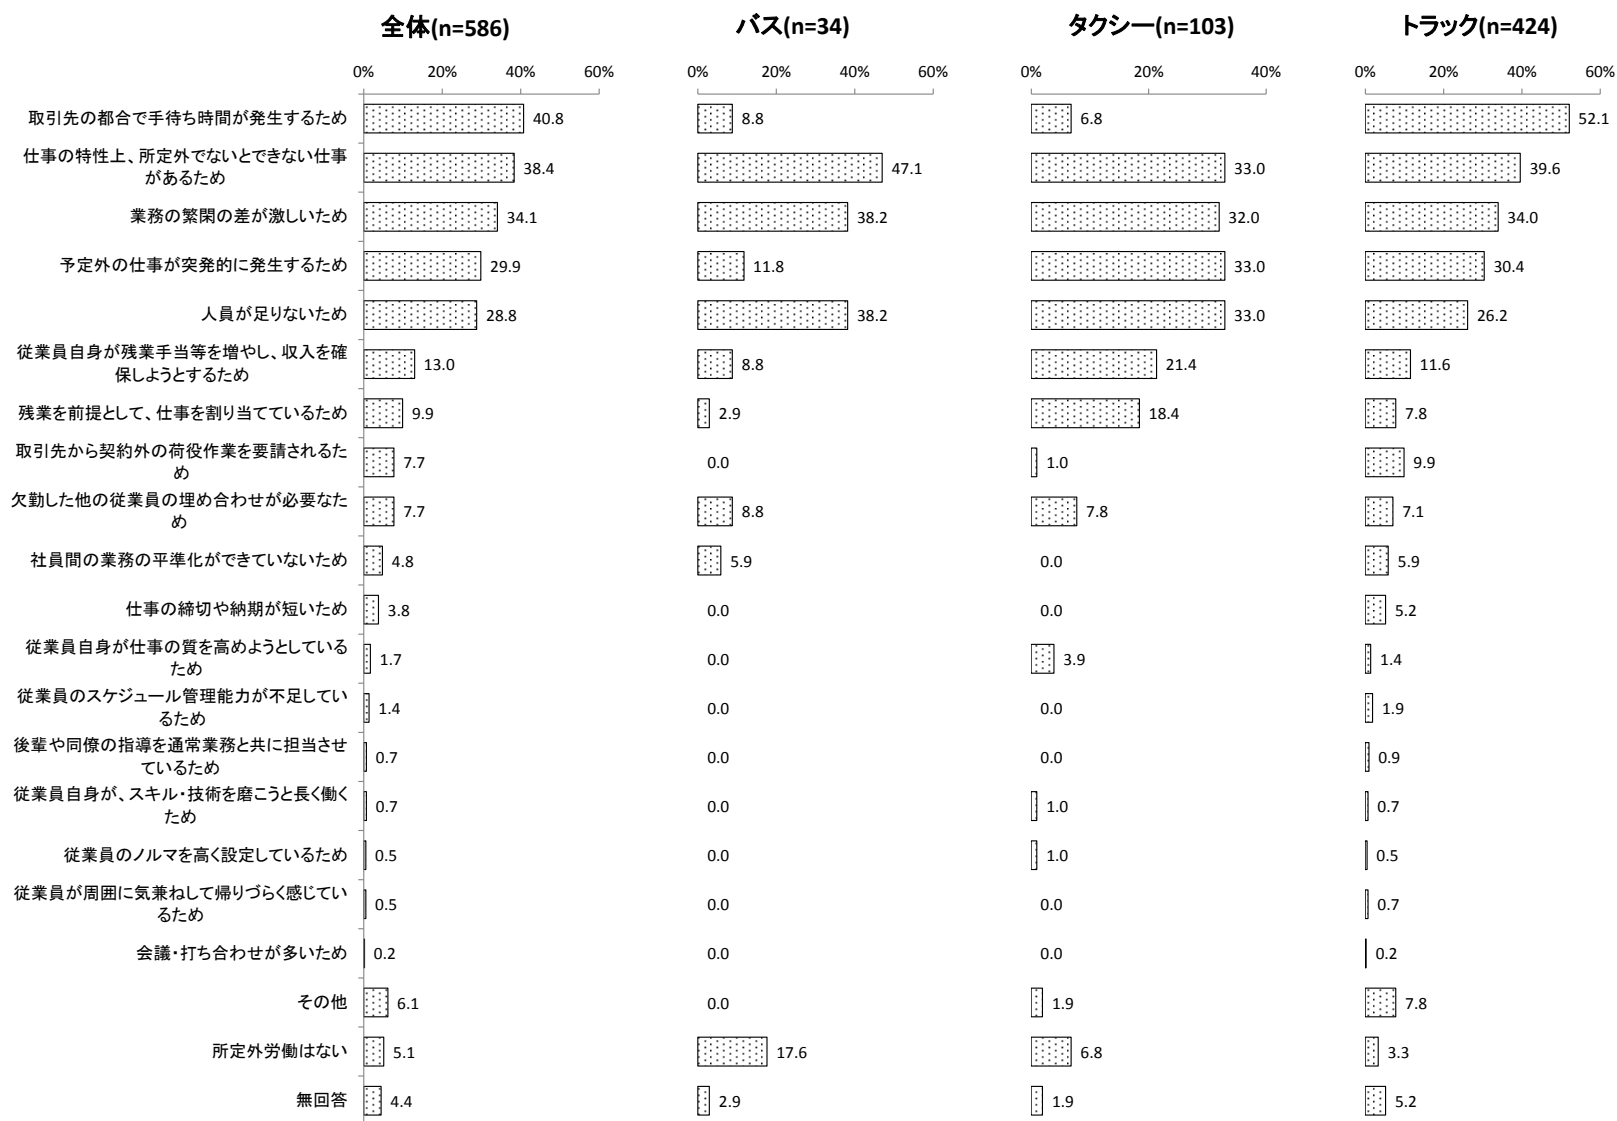 全体(n=586) バス(n=34) タクシー(n=103) トラック(n=424)
0% 20% 40% 60% 0% 20% 40% 60% 0% 20% 40% 0% 20% 40% 60%
取引先の都合で手待ち時間が発生するため 40.8 8.8 6.8 52.1
仕事の特性上、所定外でないとできない仕事
があるため 38.4 47.1 33.0 39.6
業務の繁閑の差が激しいため 34.1 38.2 32.0 34.0
予定外の仕事が突発的に発生するため 29.9 11.8 33.0 30.4
人員が足りないため 28.8 38.2 33.0 26.2
従業員自身が残業手当等を増やし、収入を確
保しようとするため 13.0 8.8 21.4 11.6
残業を前提として、仕事を割り当てているため 9.9 2.9 18.4 7.8
取引先から契約外の荷役作業を要請されるた
め 7.7 0.0 1.0 9.9
欠勤した他の従業員の埋め合わせが必要なた
め 7.7 8.8 7.8 7.1
社員間の業務の平準化ができていないため 4.8 5.9 0.0 5.9
仕事の締切や納期が短いため 3.8 0.0 0.0 5.2
従業員自身が仕事の質を高めようとしている
ため 1.7 0.0 3.9 1.4
従業員のスケジュール管理能力が不足してい
るため 1.4 0.0 0.0 1.9
後輩や同僚の指導を通常業務と共に担当させ
ているため 0.7 0.0 0.0 0.9
従業員自身が、スキル・技術を磨こうと長く働く
ため 0.7 0.0 1.0 0.7
従業員のノルマを高く設定しているため 0.5 0.0 1.0 0.5
従業員が周囲に気兼ねして帰りづらく感じてい
るため 0.5 0.0 0.0 0.7
会議・打ち合わせが多いため 0.2 0.0 0.0 0.2
その他 6.1 0.0 1.9 7.8
所定外労働はない 5.1 17.6 6.8 3.3
無回答 4.4 2.9 1.9 5.2